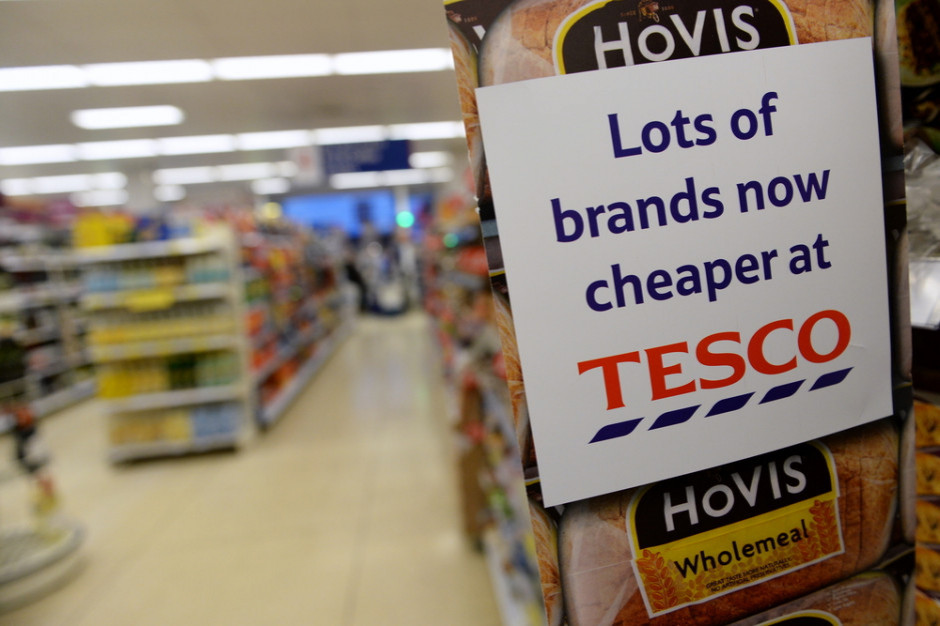 HOVIS
Lots of
brands now
cheaper at
TESCO
HOVIS
Wholemeal